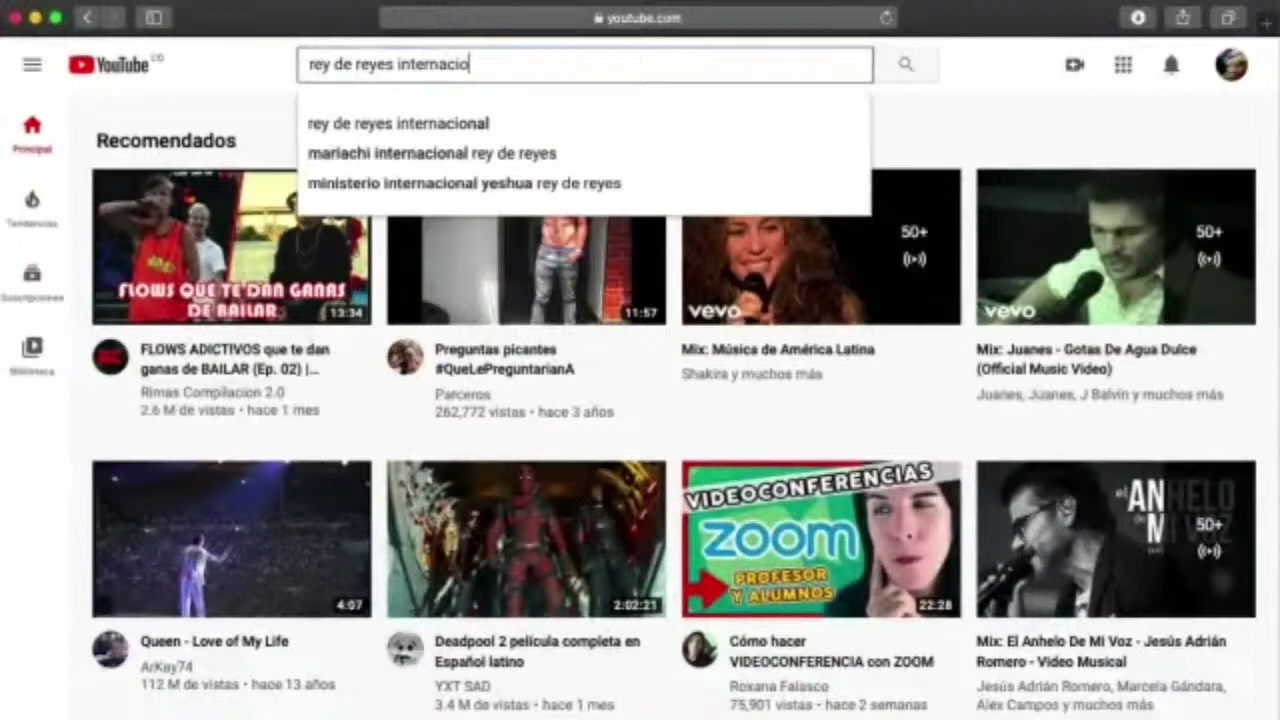 youtube.com
YouTube CO
rey de reyes internacio
rey de reyes internacional
mariachi internacional rey de reyes
ministerio internacional yeshua rey de reyes
Principal
Tendencias
Suscripciones
Biblioteca
Recomendados
FLOWS QUE TE DAN GANAS
DE BAILAR
13:34
11:57
vevo
50+
vevo
50+
FLOWS ADICTIVOS que te dan
ganas de BAILAR (Ep. 02) |...
Rimas Compilacion 2.0
2.6 M de vistas • hace 1 mes
Preguntas picantes
#QueLePreguntarianA
Parceros
262,772 vistas • hace 3 años
Mix: Música de América Latina
Shakira y muchos más
Mix: Juanes - Gotas De Agua Dulce
(Official Music Video)
Juanes, Juanes, J Balvin y muchos más
4:07
2:02:21
VIDEOCONFERENCIAS
zoom
PROFESOR
Y ALUMNOS
22:28
el ANHELO
de MI VOZ
50+
Queen - Love of My Life
ArKay74
112 M de vistas • hace 13 años
Deadpool 2 película completa en
Español latino
YXT SAD
3.4 M de vistas • hace 1 mes
Cómo hacer
VIDEOCONFERENCIA con ZOOM
Roxana Falasco
75,901 vistas • hace 2 semanas
Mix: El Anhelo De Mi Voz - Jesús Adrián
Romero - Video Musical
Jesús Adrián Romero, Marcela Gándara,
Alex Campos y muchos más